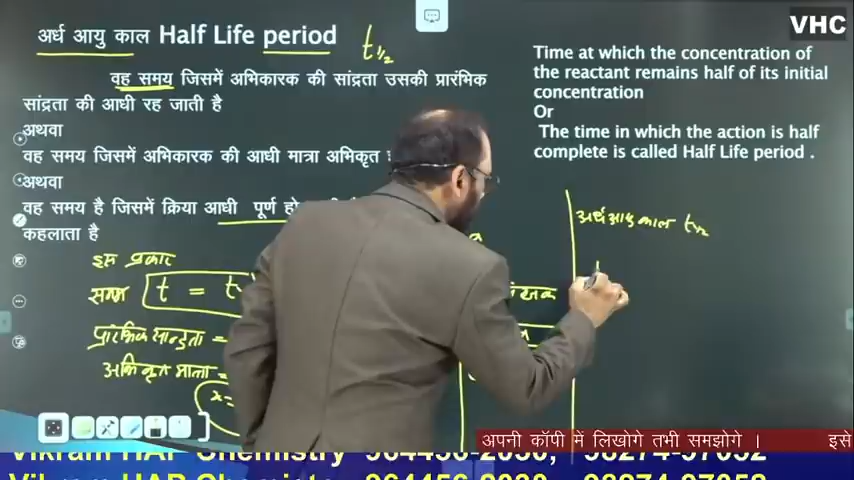 VHC
अर्ध आयु काल Half Life period t½
वह समय जिसमें अभिकारक की सांद्रता उसकी प्रारंभिक
सांद्रता की आधी रह जाती है
अथवा
वह समय जिसमें अभिकारक की आधी मात्रा अभिकृत
अथवा
वह समय है जिसमें क्रिया आधी पूर्ण
कहलाता है
Time at which the concentration of
the reactant remains half of its initial
concentration
Or
The time in which the action is half
complete is called Half Life period .
इस प्रकार
समय t = t
प्रारंभिक सान्द्रता =
अभिकृत मात्रा =
x=
अर्ध आयु काल t½
अपनी कॉपी में लिखोगे तभी समझोगे । इसे